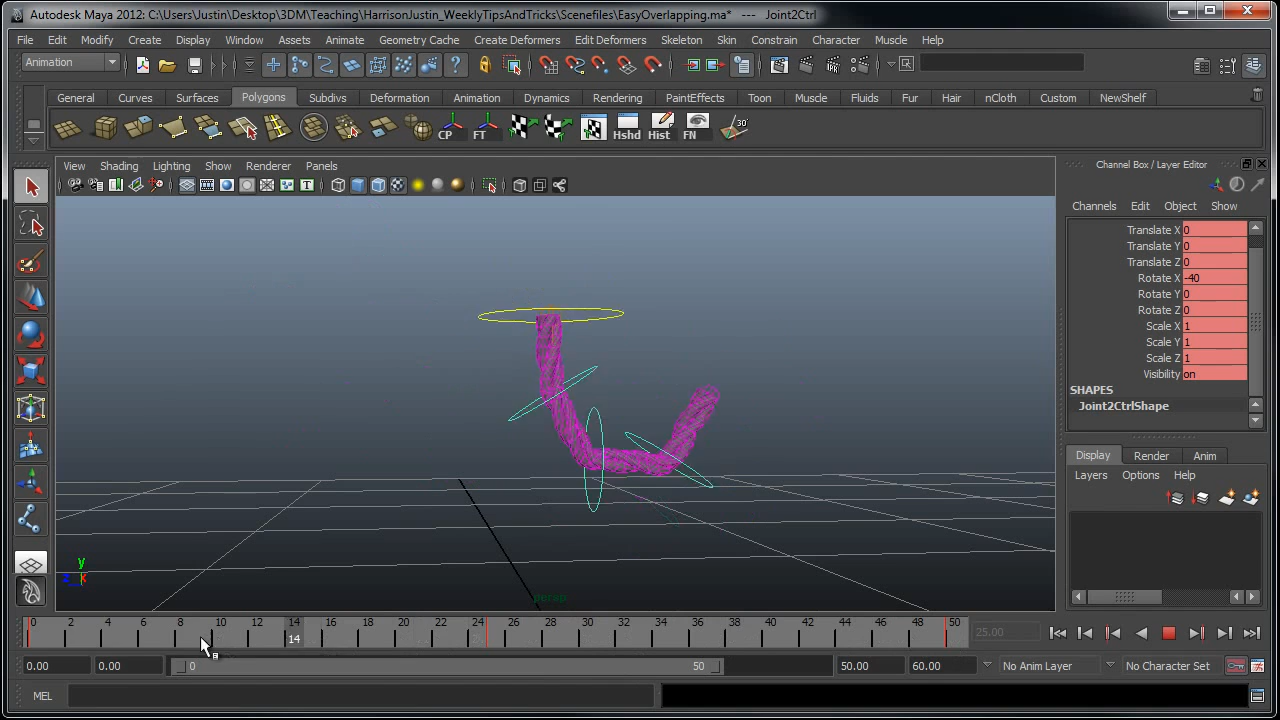 Autodesk Maya 2012: C:\Users\Justin\Desktop\3DM\Teaching\HarrisonJustin_WeeklyTipsAndTricks\Scenefiles\EasyOverlapping.ma* --- Joint2Ctrl
File Edit Modify Create Display Window Assets Animate Geometry Cache Create Deformers Edit Deformers Skeleton Skin Constrain Character Muscle Help
Animation
General Curves Surfaces Polygons Subdivs Deformation Animation Dynamics Rendering PaintEffects Toon Muscle Fluids Fur Hair nCloth Custom NewShelf
CP FT Hshd Hist FN 30°
View Shading Lighting Show Renderer Panels
Channel Box / Layer Editor
Channels Edit Object Show
Translate X 0
Translate Y 0
Translate Z 0
Rotate X -40
Rotate Y 0
Rotate Z 0
Scale X 1
Scale Y 1
Scale Z 1
Visibility on
SHAPES
Joint2CtrlShape
Display Render Anim
Layers Options Help
y
z x
persp
0 2 4 6 8 10 12 14 16 18 20 22 24 26 28 30 32 34 36 38 40 42 44 46 48 50
14
25.00
0.00 0.00 0 50 50.00 60.00 No Anim Layer No Character Set
MEL